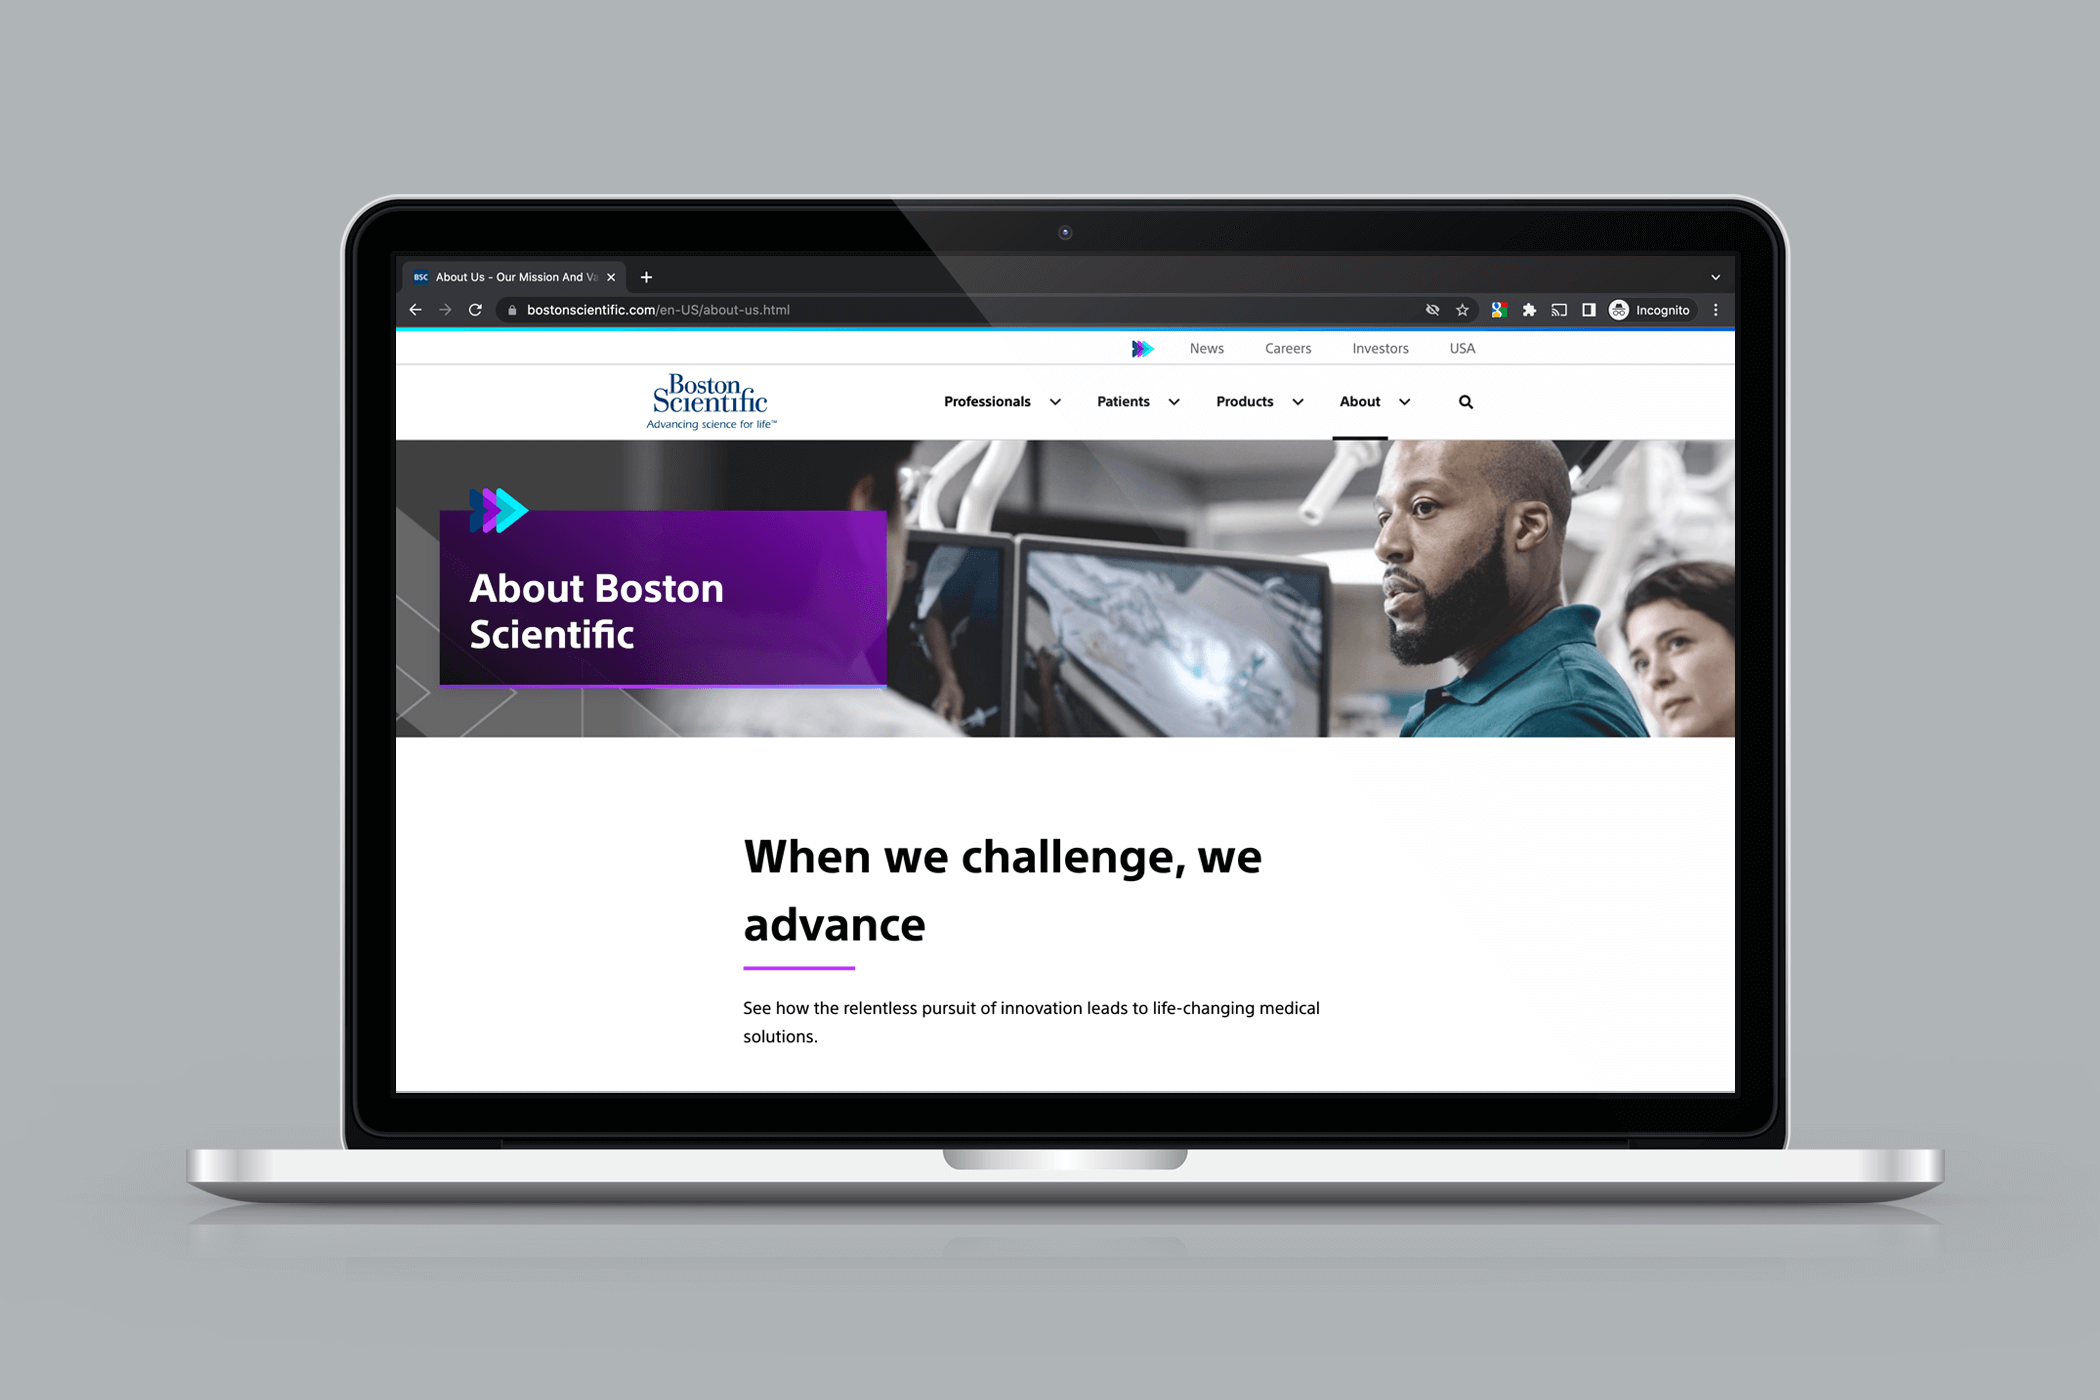 BSC About Us - Our Mission And Va
bostonscientific.com/en-US/about-us.html
Incognito
News Careers Investors USA
Boston
Scientific
Advancing science for life™
Professionals Patients Products About
About Boston
Scientific
When we challenge, we
advance
See how the relentless pursuit of innovation leads to life-changing medical
solutions.